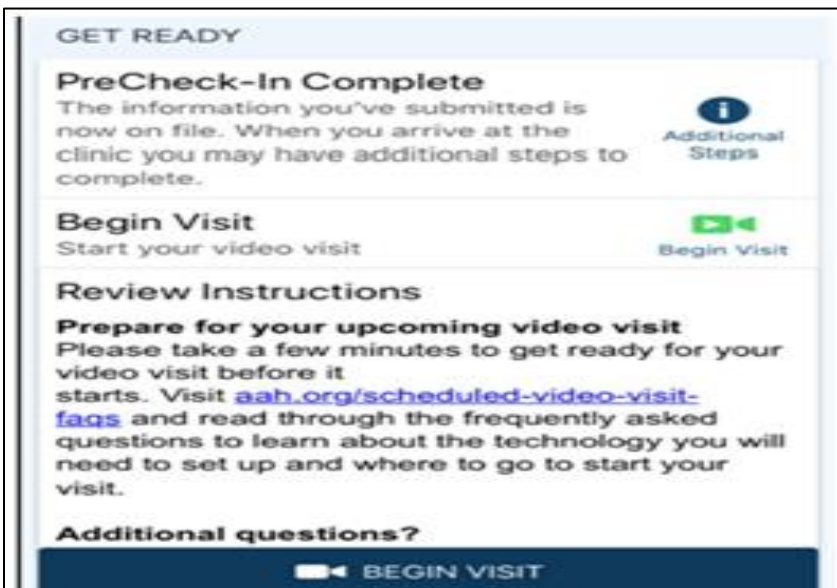 GET READY
PreCheck-In Complete
The information you've submitted is
now on file. When you arrive at the
clinic you may have additional steps to
complete.
Additional
Steps
Begin Visit
Start your video visit
Begin Visit
Review Instructions
Prepare for your upcoming video visit
Please take a few minutes to get ready for your
video visit before it
starts. Visit aah.org/scheduled-video-visit-
faqs and read through the frequently asked
questions to learn about the technology you will
need to set up and where to go to start your
visit.
Additional questions?
BEGIN VISIT